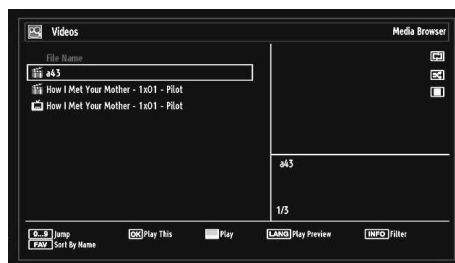 Videos
Media Browser
File Name
a43
How I Met Your Mother - 1x01 - Pilot
How I Met Your Mother - 1x01 - Pilot
a43
1/3
0...9 Jump
OK Play This
Play
LANG Play Preview
INFO Filter
FAV Sort By Name